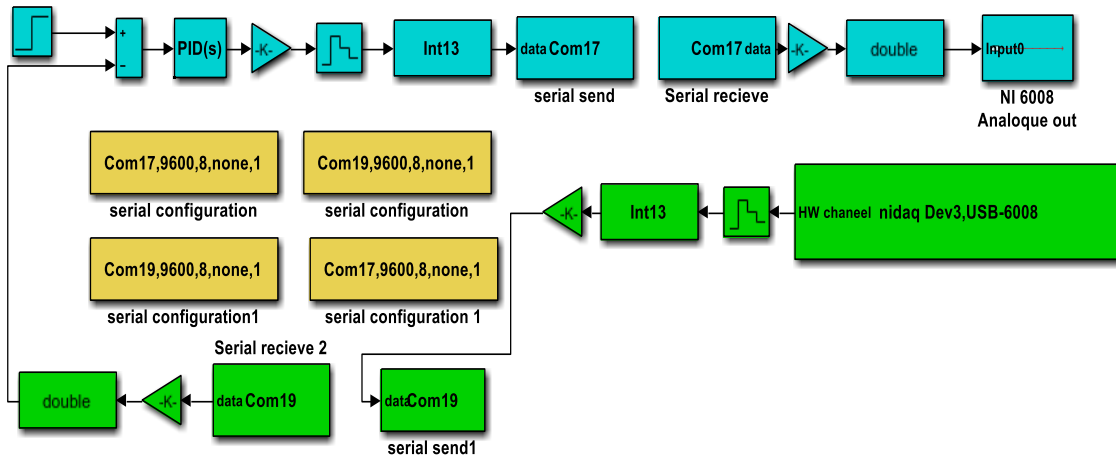 +
−
PID(s)
-K-
Int13
data Com17
serial send
Com17 data
Serial recieve
-K-
double
Input0
NI 6008
Analoque out
Com17,9600,8,none,1
serial configuration
Com19,9600,8,none,1
serial configuration
-K-
Int13
HW chaneel nidaq Dev3,USB-6008
Com19,9600,8,none,1
serial configuration1
Com17,9600,8,none,1
serial configuration 1
Serial recieve 2
double
-K-
data Com19
data Com19
serial send1